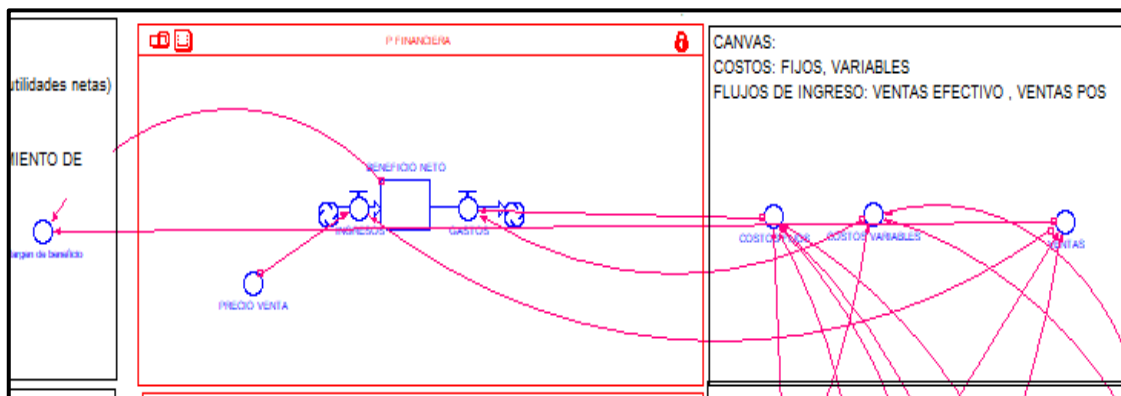 utilidades netas)
MIENTO DE
margen de beneficio
P FINANCIERA
BENEFICIO NETO
INGRESOS
GASTOS
PRECIO VENTA
CANVAS:
COSTOS: FIJOS, VARIABLES
FLUJOS DE INGRESO: VENTAS EFECTIVO , VENTAS POS
COSTOS FIJOS
COSTOS VARIABLES
VENTAS